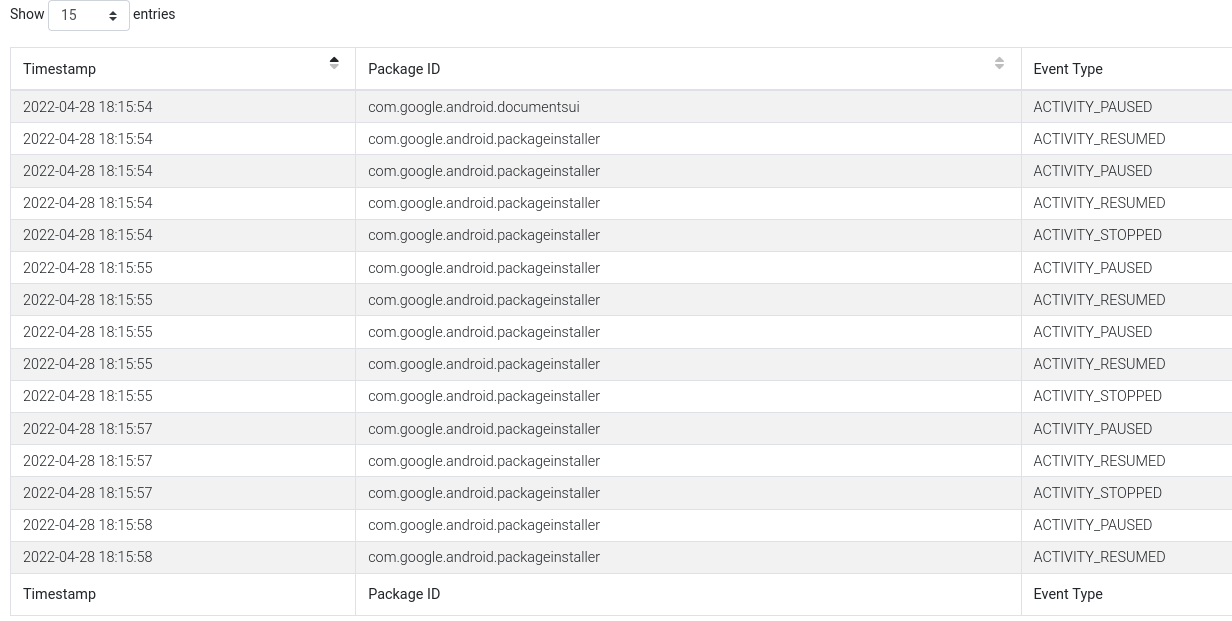 Show 15 entries
Timestamp Package ID Event Type
2022-04-28 18:15:54 com.google.android.documentsui ACTIVITY_PAUSED
2022-04-28 18:15:54 com.google.android.packageinstaller ACTIVITY_RESUMED
2022-04-28 18:15:54 com.google.android.packageinstaller ACTIVITY_PAUSED
2022-04-28 18:15:54 com.google.android.packageinstaller ACTIVITY_RESUMED
2022-04-28 18:15:54 com.google.android.packageinstaller ACTIVITY_STOPPED
2022-04-28 18:15:55 com.google.android.packageinstaller ACTIVITY_PAUSED
2022-04-28 18:15:55 com.google.android.packageinstaller ACTIVITY_RESUMED
2022-04-28 18:15:55 com.google.android.packageinstaller ACTIVITY_PAUSED
2022-04-28 18:15:55 com.google.android.packageinstaller ACTIVITY_RESUMED
2022-04-28 18:15:55 com.google.android.packageinstaller ACTIVITY_STOPPED
2022-04-28 18:15:57 com.google.android.packageinstaller ACTIVITY_PAUSED
2022-04-28 18:15:57 com.google.android.packageinstaller ACTIVITY_RESUMED
2022-04-28 18:15:57 com.google.android.packageinstaller ACTIVITY_STOPPED
2022-04-28 18:15:58 com.google.android.packageinstaller ACTIVITY_PAUSED
2022-04-28 18:15:58 com.google.android.packageinstaller ACTIVITY_RESUMED
Timestamp Package ID Event Type